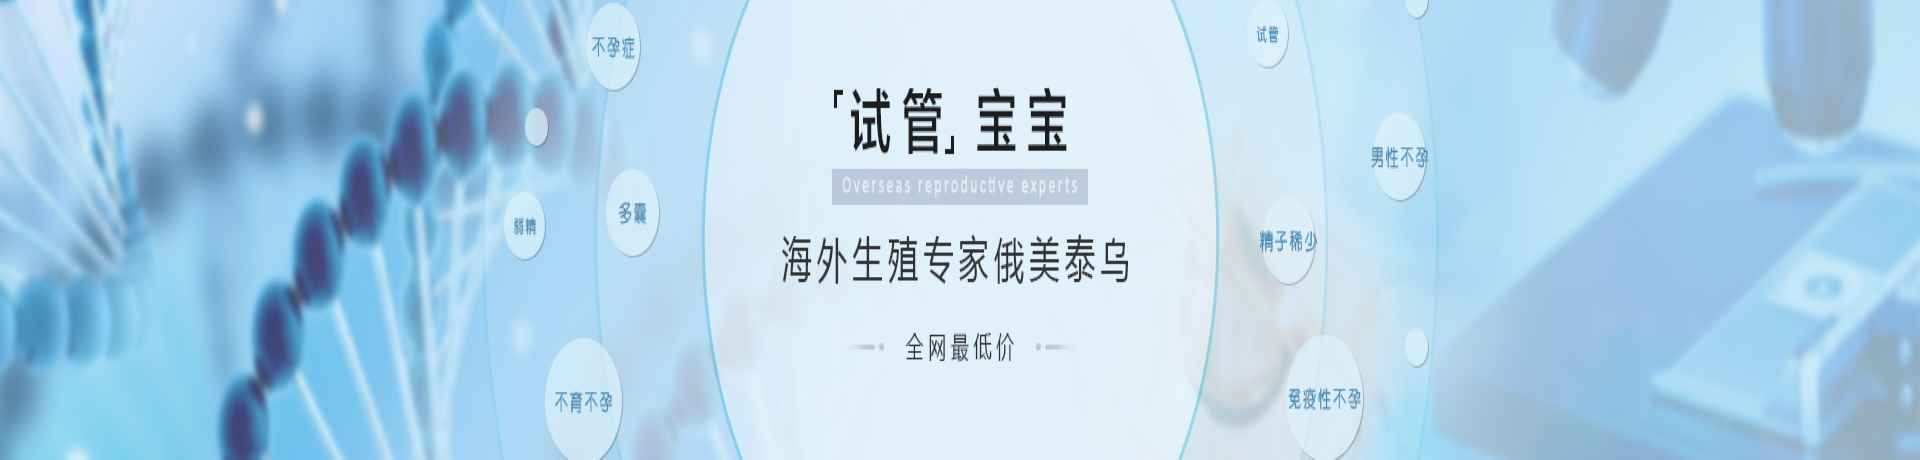 不孕症
弱精
多囊
不育不孕
「试管」宝宝
Overseas reproductive experts
海外生殖专家俄美泰乌
全网最低价
试管
男性不孕
精子稀少
免疫性不孕